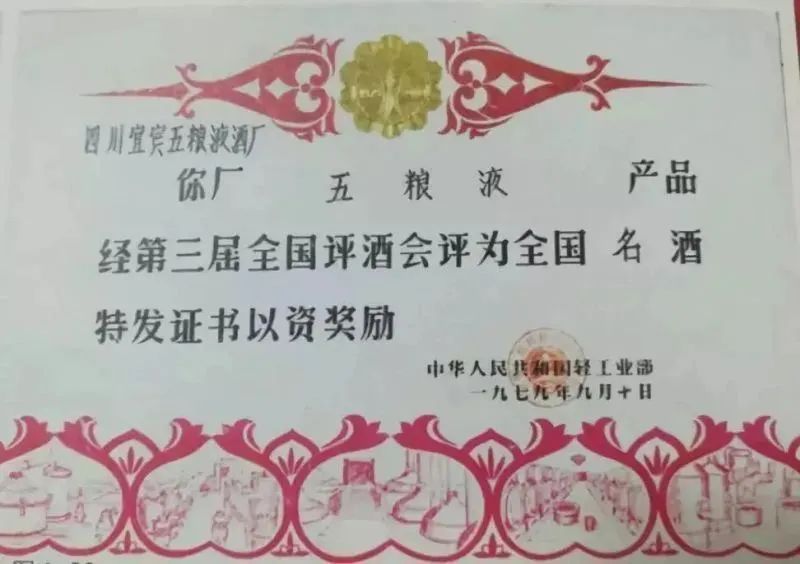 四川宜宾五粮液酒厂
你厂 五粮液 产品
经第三届全国评酒会评为全国名酒
特发证书以资奖励
中华人民共和国轻工业部
一九七九年九月十日